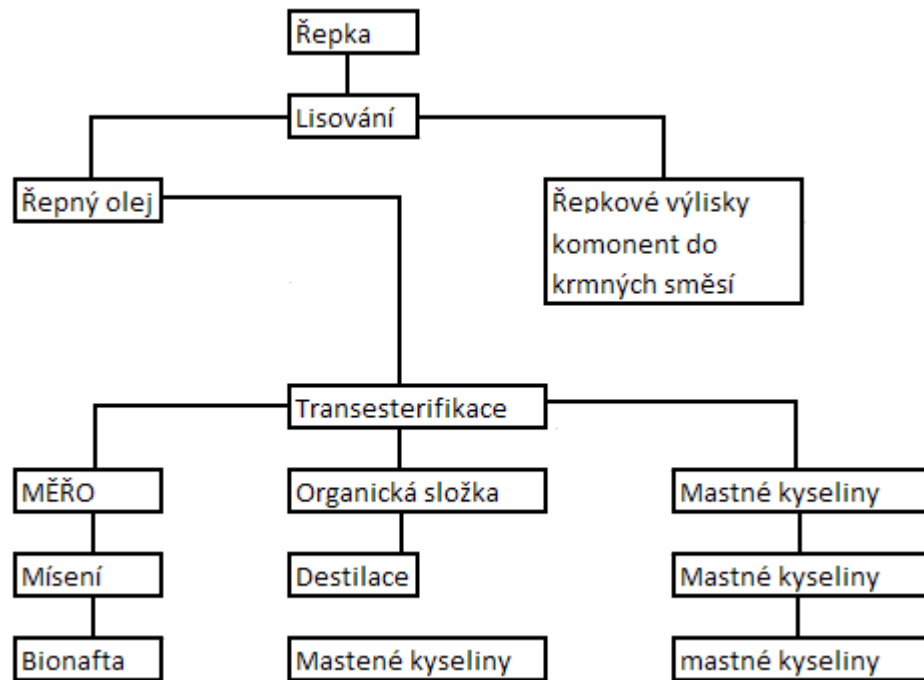 Řepka
Lisování
Řepný olej
Řepkové výlisky
komonent do
krmných směsí
Transesterifikace
MĚŘO
Organická složka
Mastné kyseliny
Mísení
Destilace
Mastné kyseliny
Bionafta
Mastené kyseliny
mastné kyseliny